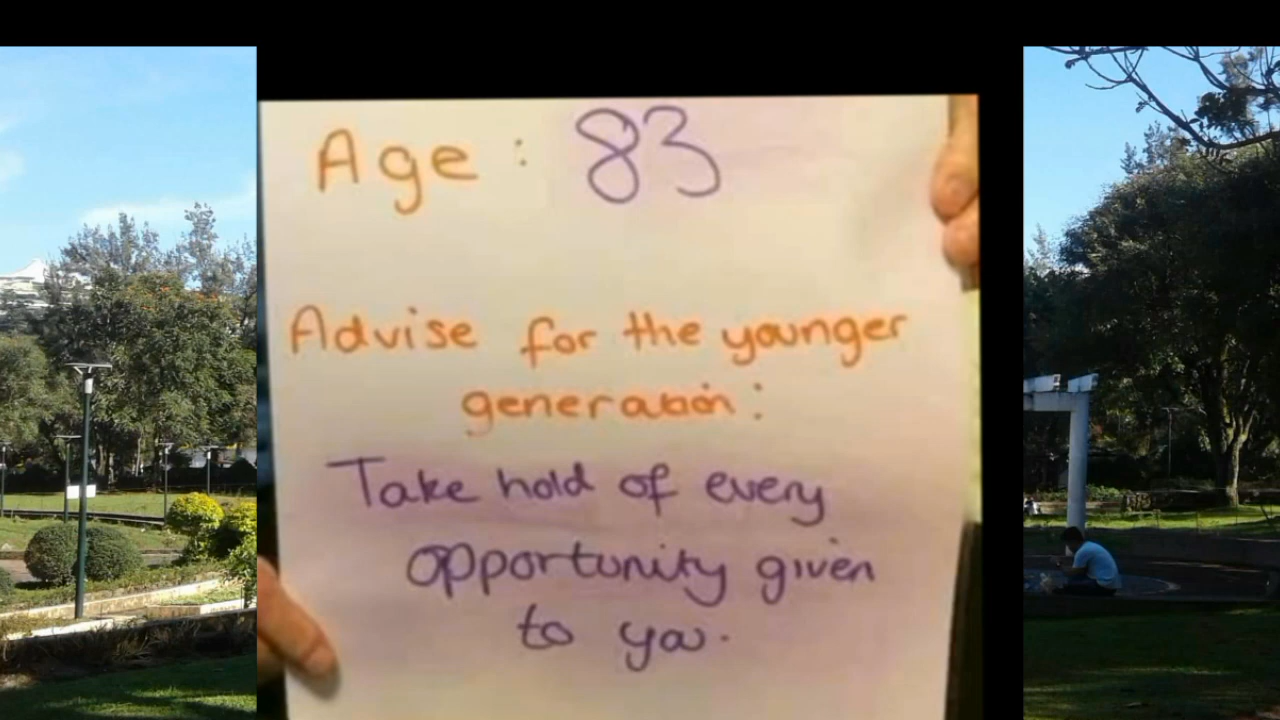 Age: 83
Advise for the younger
generation:
Take hold of every
opportunity given
to you.